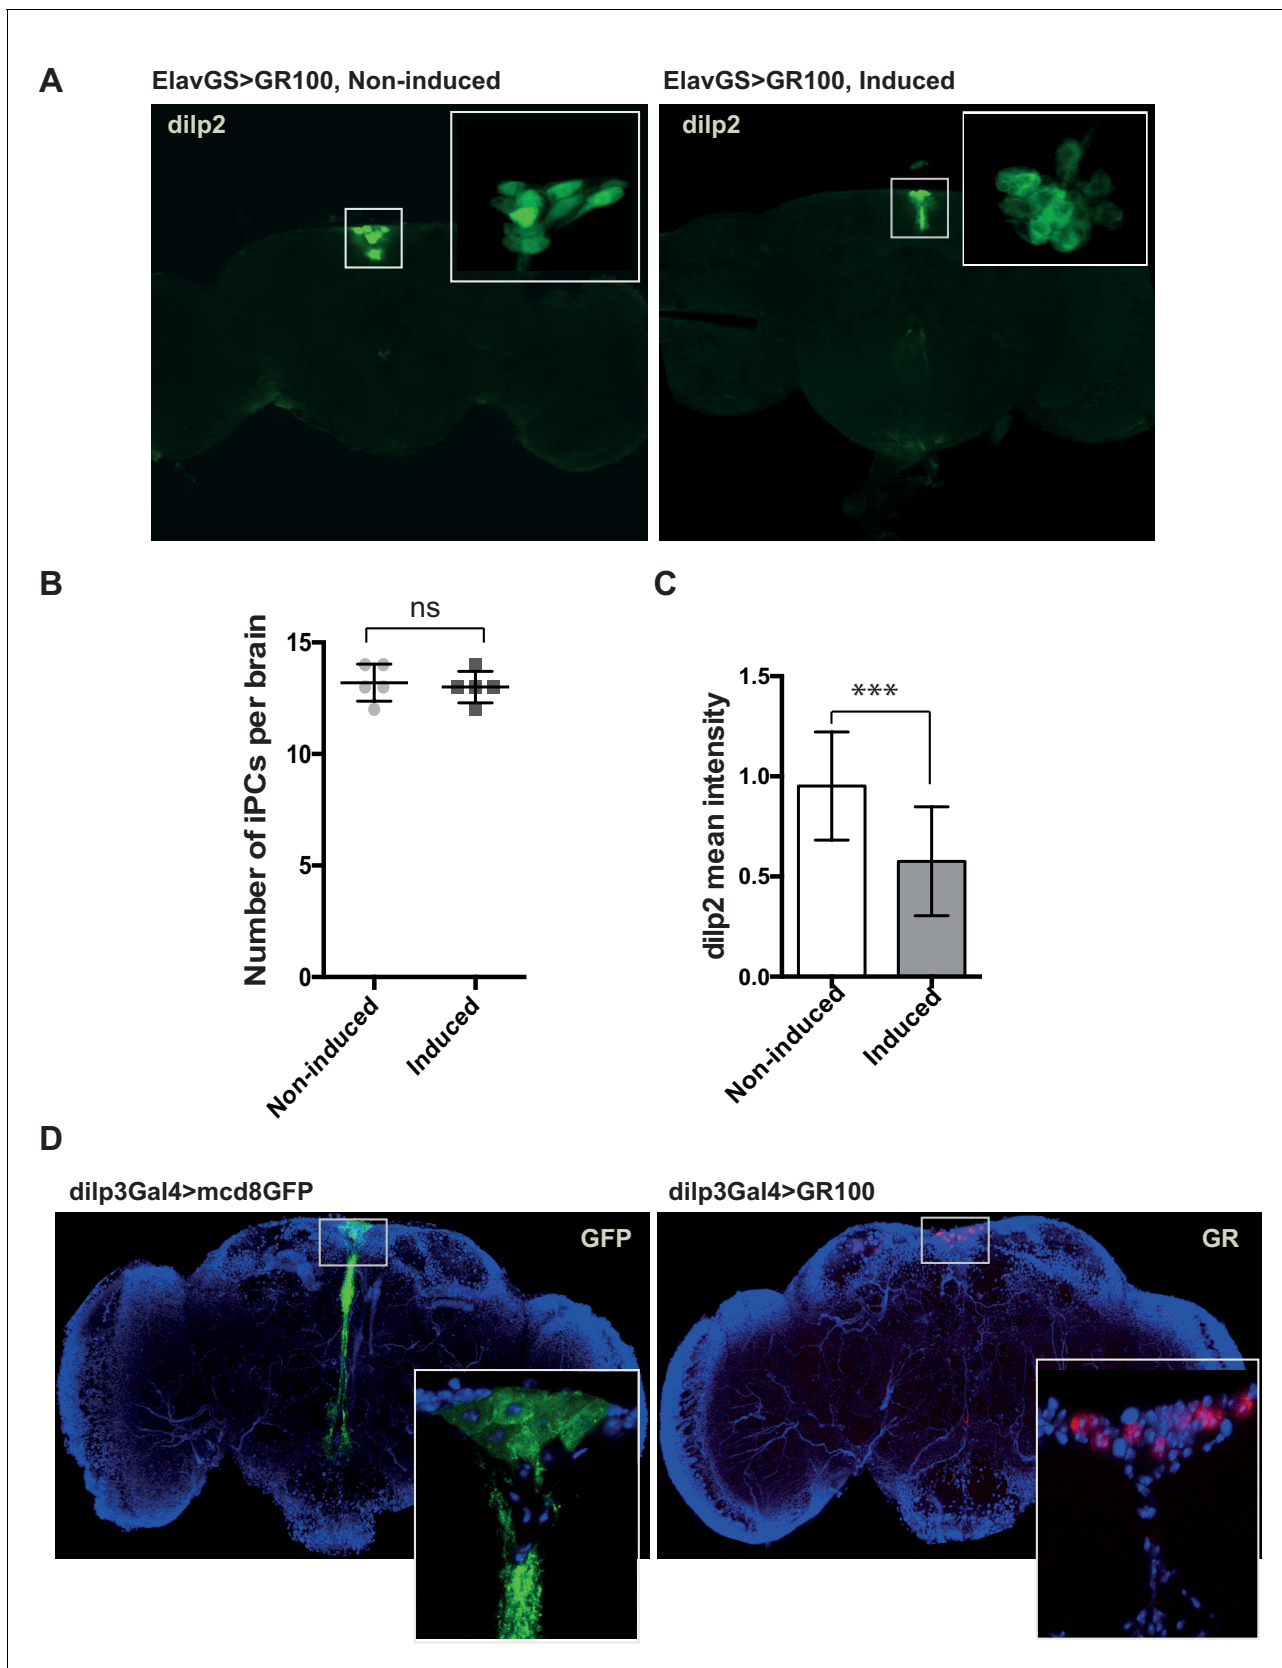 A
ElavGS>GR100, Non-induced
ElavGS>GR100, Induced
dilp2
dilp2
B
ns
Number of iPCs per brain
15
10
5
0
Non-induced
Induced
C
***
dilp2 mean intensity
1.5
1.0
0.5
0.0
Non-induced
Induced
D
dilp3Gal4>mcd8GFP
dilp3Gal4>GR100
GFP
GR